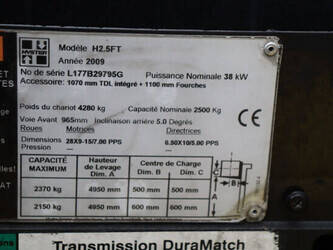 HYSTER
Modèle H2.5FT
Année 2009
No de série L177B29795G Puissance Nominale 38 kW
Accessoire: 1070 mm TDL intégré + 1100 mm Fourches
Poids du chariot 4280 kg Capacité Nominale 2500 Kg
Voie Avant 965mm Inclinaison arrière 5.0 Degrés
Roues Motrices Directrices
Dimensions 28X9-15/7.00 PPS 6.50X10/5.00 PPS
Pression
CAPACITÉ MAXIMUM Hauteur de Levage Dim. A Centre de Charge Dim. B Dim. C
2370 kg 4950 mm 500 mm 500 mm
2150 kg 4950 mm 600 mm 600 mm
C
B
A
ET
Transmission DuraMatch